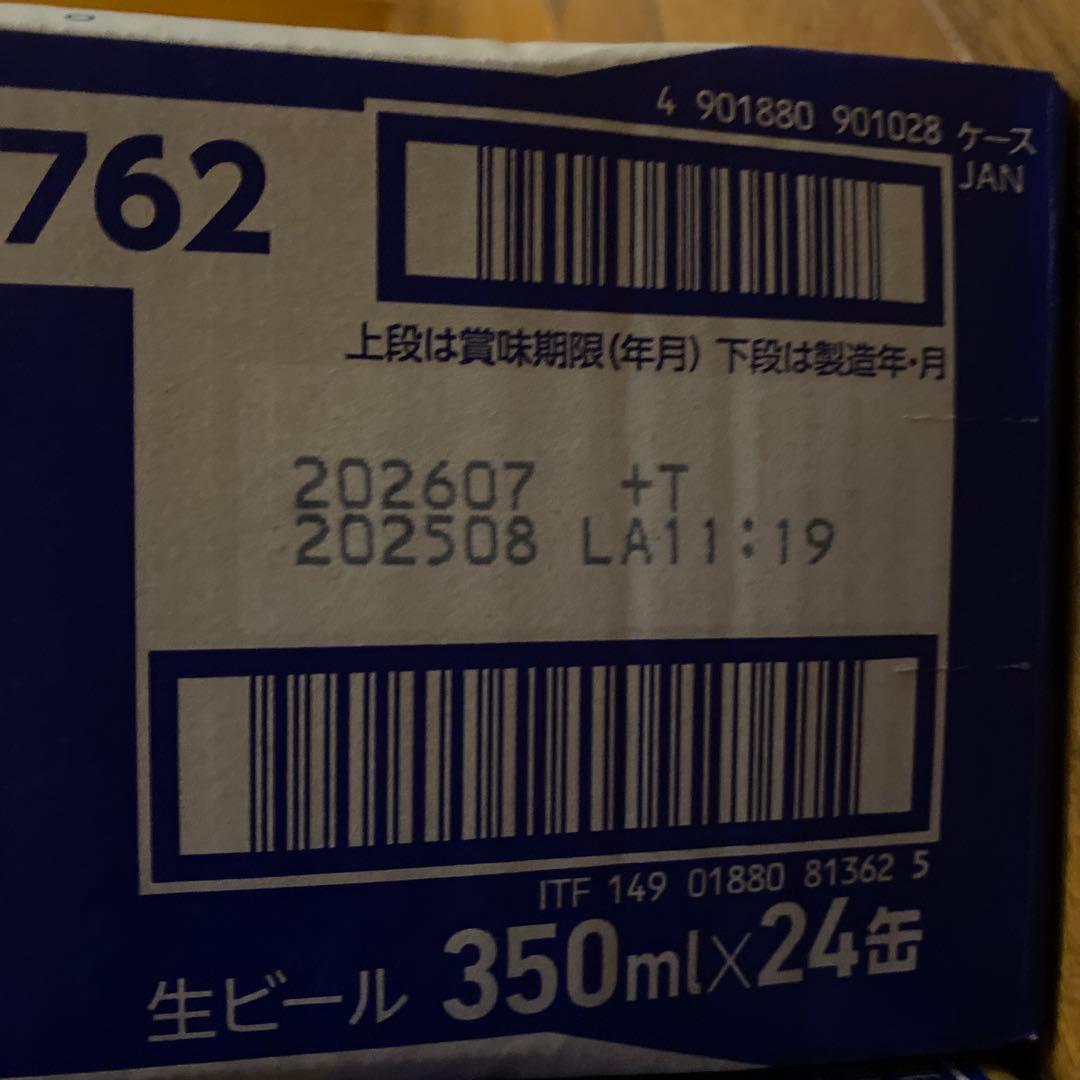 4 901880 901028 ケース
JAN
762
上段は賞味期限(年月) 下段は製造年・月
202607 +T
202508 LA11:19
ITF 149 01880 81362 5
生ビール 350ml×24缶